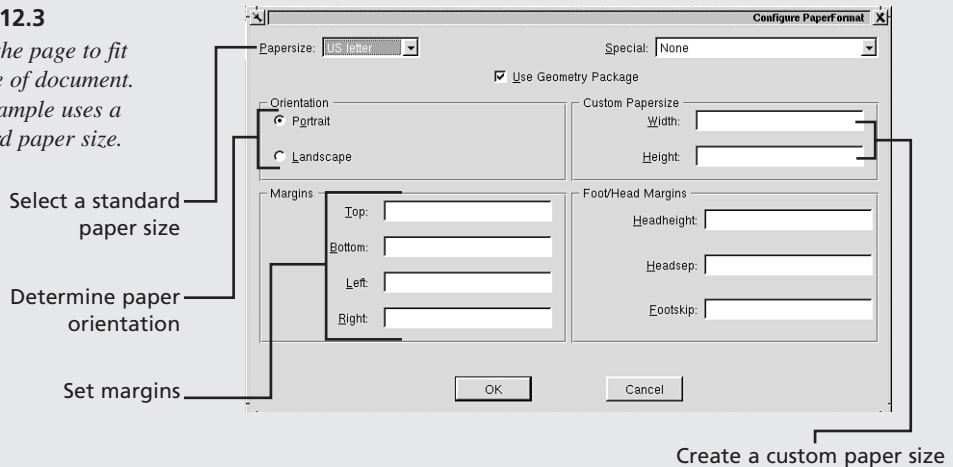 12.3
the page to fit
e of document.
ample uses a
rd paper size.
Select a standard
paper size
Determine paper
orientation
Set margins
Configure PaperFormat
Papersize: US letter
Special: None
Use Geometry Package
Orientation
Portrait
Landscape
Custom Papersize
Width:
Height:
Margins
Top:
Bottom:
Left:
Right:
Foot/Head Margins
Headheight:
Headsep:
Footskip:
OK
Cancel
Create a custom paper size